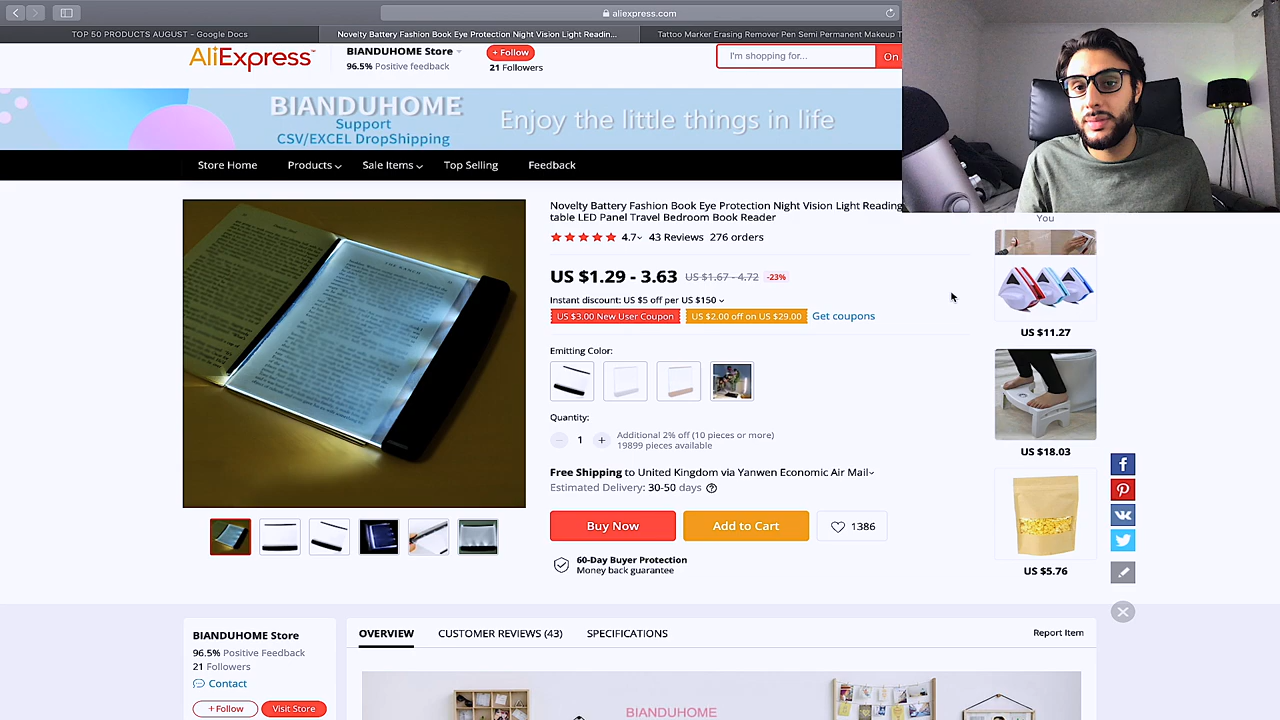 aliexpress.com
TOP 50 PRODUCTS AUGUST - Google Docs
Novelty Battery Fashion Book Eye Protection Night Vision Light Readin...
Tattoo Marker Erasing Remover Pen Semi Permanent Makeup T
AliExpress
BIANDUHOME Store
96.5% Positive feedback
+ Follow
21 Followers
I'm shopping for...
On
BIANDUHOME
Support
CSV/EXCEL DropShipping
Enjoy the little things in life
Store Home
Products
Sale Items
Top Selling
Feedback
Novelty Battery Fashion Book Eye Protection Night Vision Light Reading
table LED Panel Travel Bedroom Book Reader
4.7
43 Reviews
276 orders
US $1.29 - 3.63
US $1.67 - 4.72
-23%
Instant discount: US $5 off per US $150
US $3.00 New User Coupon
US $2.00 off on US $29.00
Get coupons
Emitting Color:
Quantity:
1
Additional 2% off (10 pieces or more)
19899 pieces available
Free Shipping to United Kingdom via Yanwen Economic Air Mail
Estimated Delivery: 30-50 days
Buy Now
Add to Cart
1386
60-Day Buyer Protection
Money back guarantee
You
US $11.27
US $18.03
US $5.76
BIANDUHOME Store
96.5% Positive Feedback
21 Followers
Contact
+ Follow
Visit Store
OVERVIEW
CUSTOMER REVIEWS (43)
SPECIFICATIONS
Report Item
BIANDUHOME